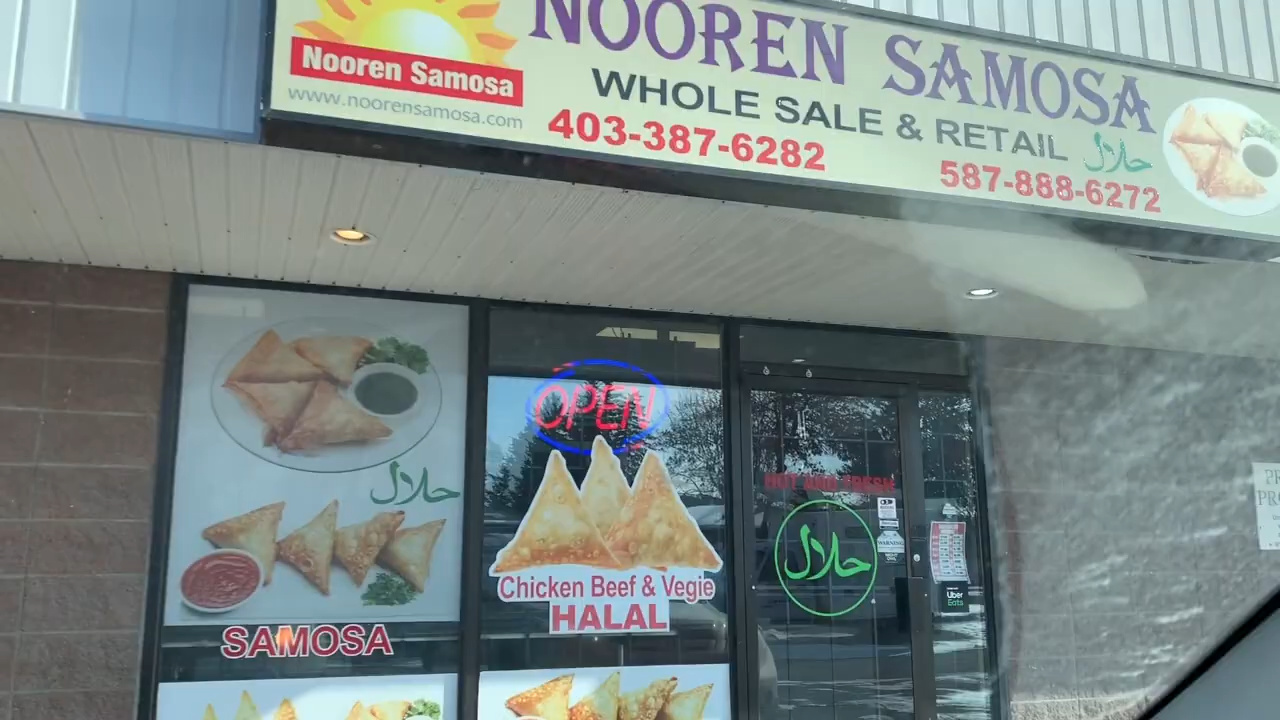 NOOREN SAMOSA
Nooren Samosa
www.noorensamosa.com
WHOLE SALE & RETAIL
حلال
403-387-6282
587-888-6272
OPEN
حلال
Chicken Beef & Vegie
HALAL
SAMOSA
HOT AND FRESH
حلال
WARNING
Uber
Eats